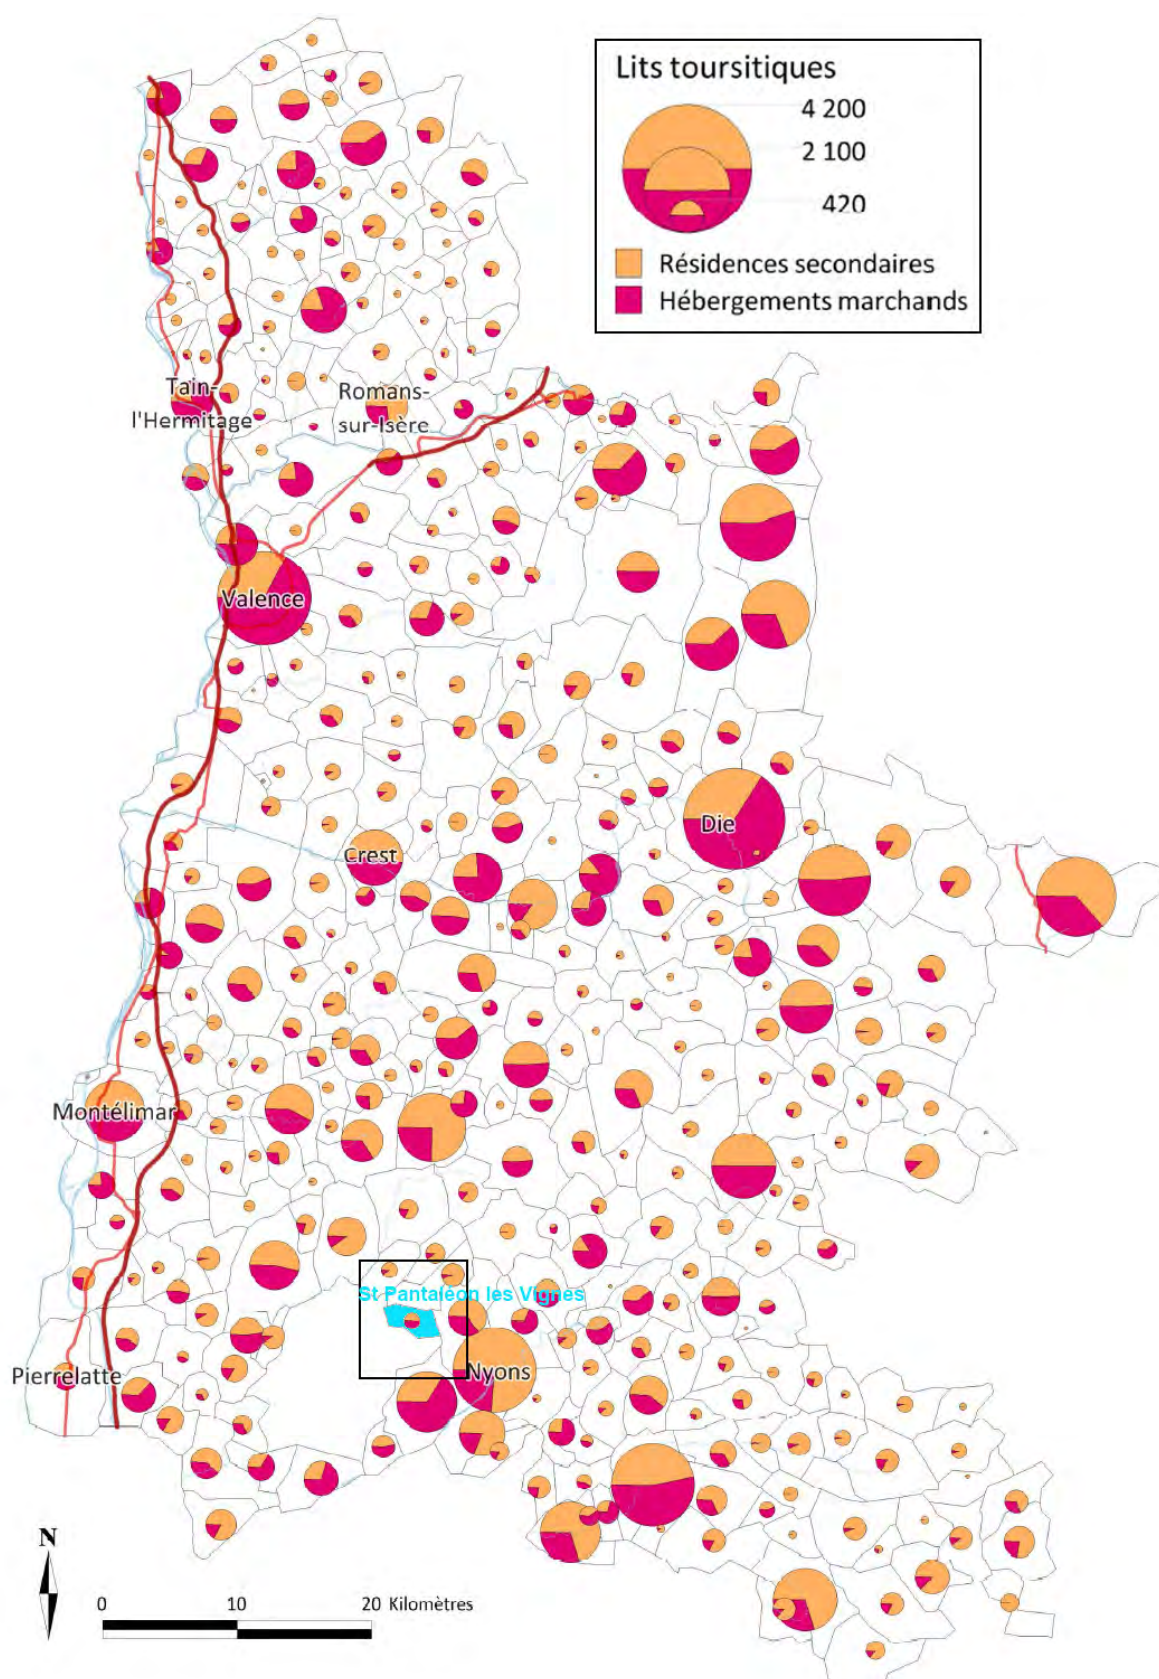 Lits toursitiques
4 200
2 100
420
Résidences secondaires
Hébergements marchands
Tain-
l'Hermitage
Romans-
sur-Isère
Valence
Die
Crest
Montélimar
St Pantaléon les Vignes
Nyons
Pierrelatte
N
0 10 20 Kilomètres